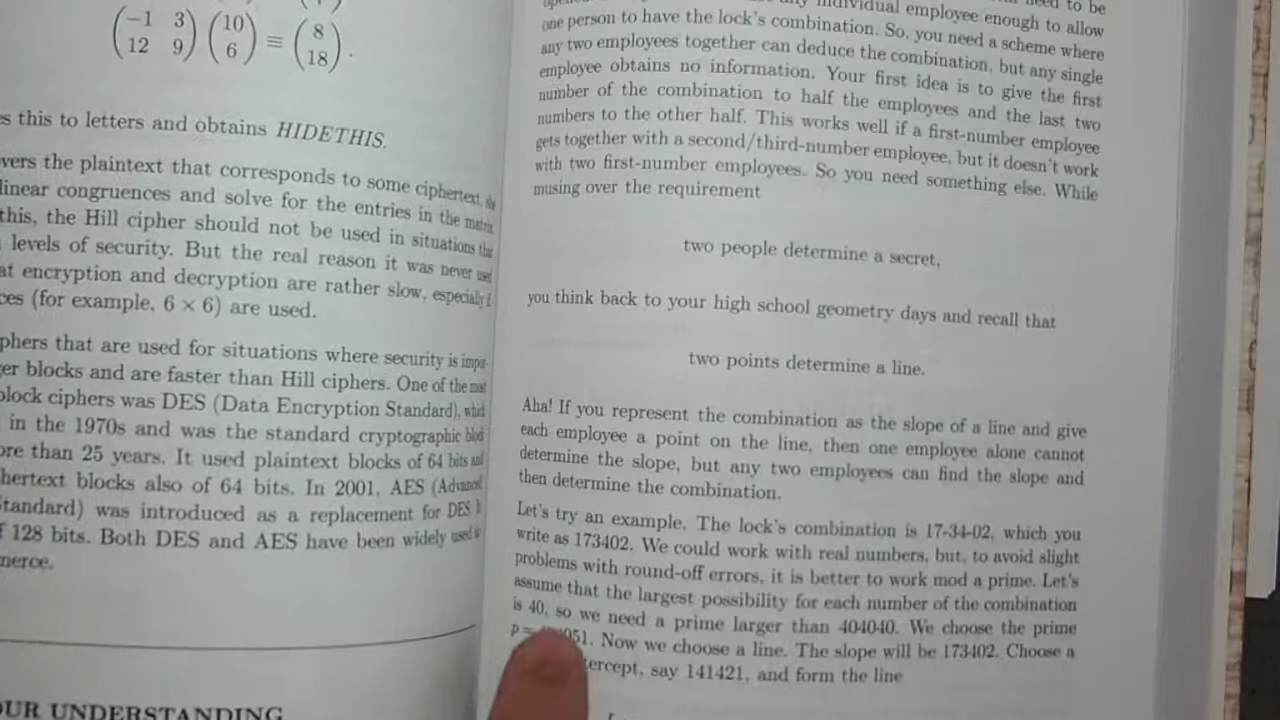 (−1 3
12 9) (10
6) ≡ (8
18).
es this to letters and obtains HIDETHIS.
vers the plaintext that corresponds to some ciphertext,
linear congruences and solve for the entries in the matrix
this, the Hill cipher should not be used in situations
levels of security. But the real reason it was never used
at encryption and decryption are rather slow, especially
ces (for example, 6 × 6) are used.
phers that are used for situations where security is impor-
er blocks and are faster than Hill ciphers. One of the most
block ciphers was DES (Data Encryption Standard), which
in the 1970s and was the standard cryptographic block
ore than 25 years. It used plaintext blocks of 64 bits and
hertext blocks also of 64 bits. In 2001, AES (Advanced
Standard) was introduced as a replacement for DES.
f 128 bits. Both DES and AES have been widely used
merce.
OUR UNDERSTANDING
need to be
any individual employee enough to allow
one person to have the lock's combination. So, you need a scheme where
any two employees together can deduce the combination, but any single
employee obtains no information. Your first idea is to give the first
number of the combination to half the employees and the last two
numbers to the other half. This works well if a first-number employee
gets together with a second/third-number employee, but it doesn't work
with two first-number employees. So you need something else. While
musing over the requirement
two people determine a secret,
you think back to your high school geometry days and recall that
two points determine a line.
Aha! If you represent the combination as the slope of a line and give
each employee a point on the line, then one employee alone cannot
determine the slope, but any two employees can find the slope and
then determine the combination.
Let's try an example. The lock's combination is 17-34-02, which you
write as 173402. We could work with real numbers, but, to avoid slight
problems with round-off errors, it is better to work mod a prime. Let's
assume that the largest possibility for each number of the combination
is 40, so we need a prime larger than 404040. We choose the prime
p = 051. Now we choose a line. The slope will be 173402. Choose a
tercept, say 141421, and form the line